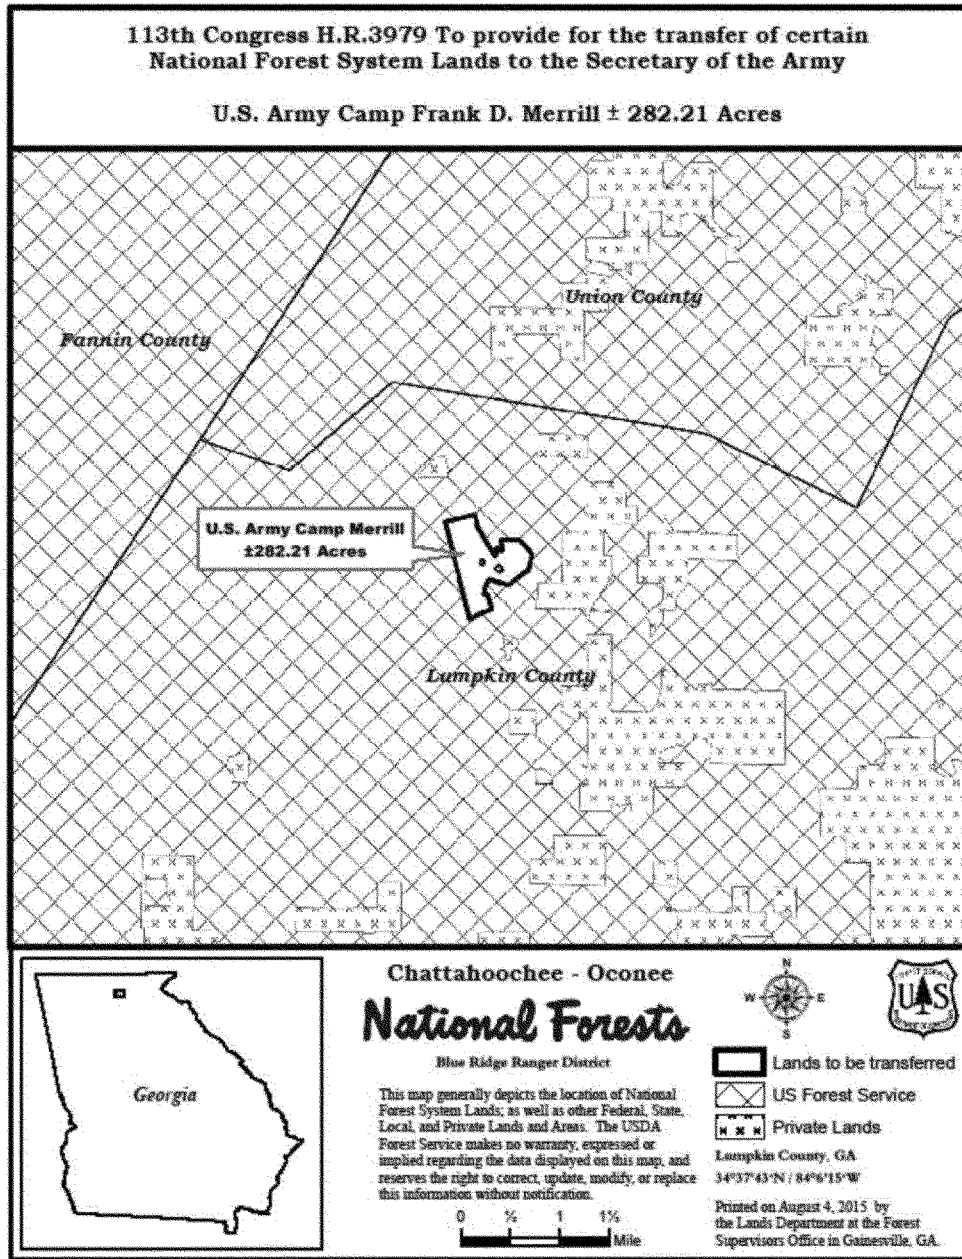 113th Congress H.R.3979 To provide for the transfer of certain
National Forest System Lands to the Secretary of the Army
U.S. Army Camp Frank D. Merrill ± 282.21 Acres
Union County
Fannin County
U.S. Army Camp Merrill
±282.21 Acres
Lumpkin County
Georgia
Chattahoochee - Oconee
National Forests
Blue Ridge Ranger District
This map generally depicts the location of National
Forest System Lands; as well as other Federal, State,
Local, and Private Lands and Areas. The USDA
Forest Service makes no warranty, expressed or
implied regarding the data displayed on this map, and
reserves the right to correct, update, modify, or replace
this information without notification.
0 ½ 1 1½
Mile
N
W E
S
US
Lands to be transferred
US Forest Service
Private Lands
Lumpkin County, GA
34°37'43"N / 84°6'15"W
Printed on August 4, 2015 by
the Lands Department at the Forest
Supervisors Office in Gainesville, GA.